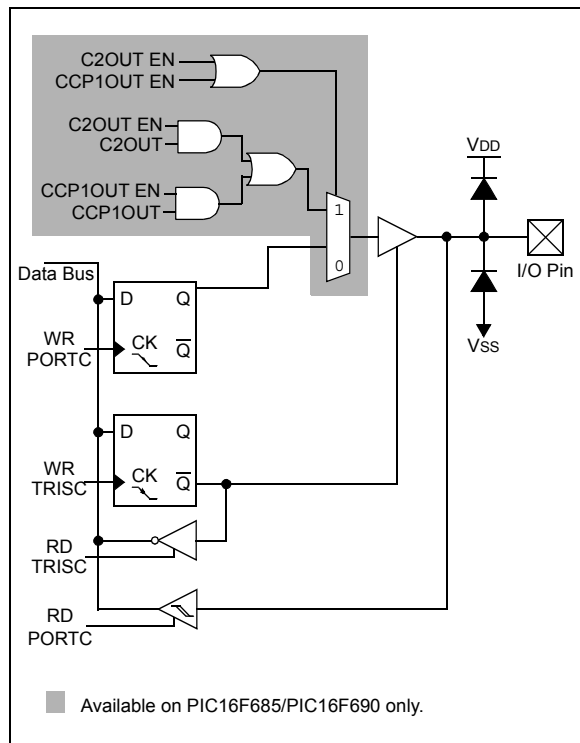 C2OUT EN
CCP1OUT EN
C2OUT EN
C2OUT
CCP1OUT EN
CCP1OUT
1
0
VDD
I/O Pin
VSS
Data Bus
D Q
WR
PORTC
CK Q
D Q
WR
TRISC
CK Q
RD
TRISC
RD
PORTC
Available on PIC16F685/PIC16F690 only.